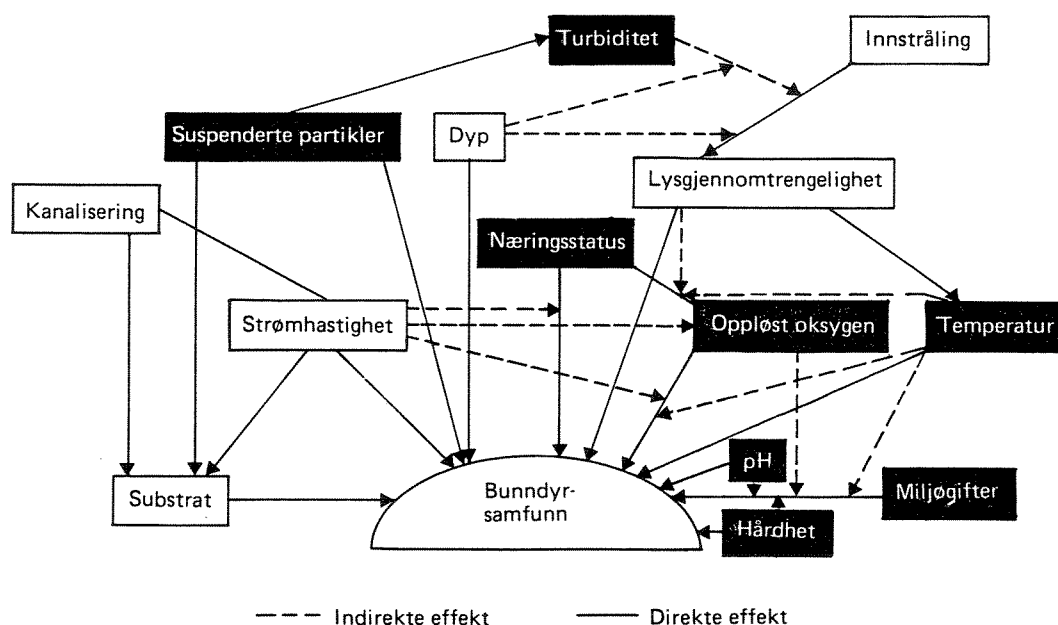 Turbiditet
Innstråling
Suspenderte partikler
Dyp
Lysgjennomtrengelighet
Kanalisering
Næringsstatus
Strømhastighet
Oppløst oksygen
Temperatur
pH
Substrat
Bunndyr-
samfunn
Miljøgifter
Hårdhet
Indirekte effekt
Direkte effekt